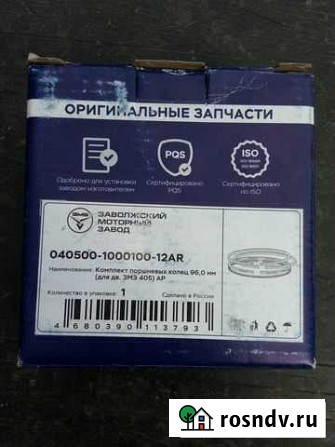 ОРИГИНАЛЬНЫЕ ЗАПЧАСТИ
PQS
ISO
Одобрено для установки
заводом изготовителем
Сертифицировано
PQS
Сертифицировано
по ISO
ЗАВОЛЖСКИЙ
МОТОРНЫЙ
ЗАВОД
040500-1000100-12AR
Наименование: Комплект поршневых колец 96,0 мм
(для дв. ЗМЗ 405) АР
Количество в упаковке: 1
Сделано в России
4 680390 113793
rosndv.ru